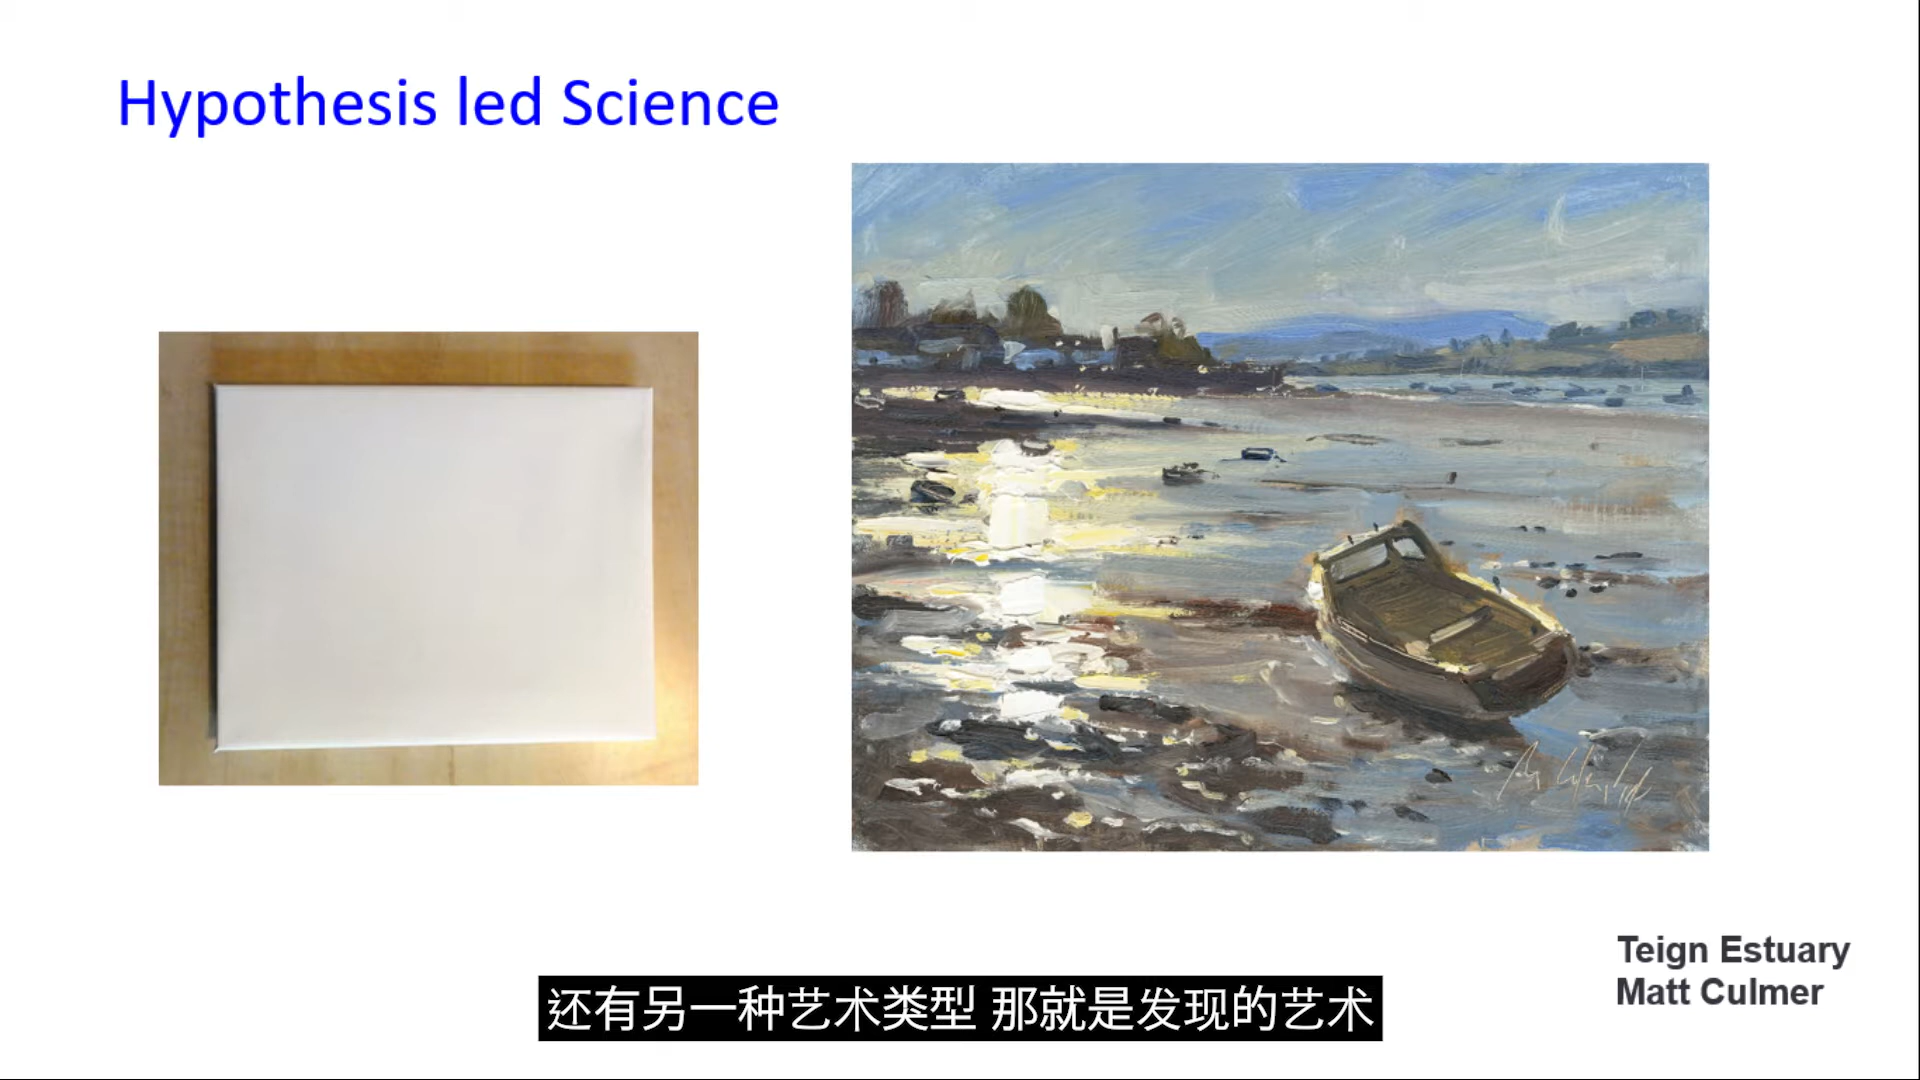 Hypothesis led Science
Teign Estuary
Matt Culmer
还有另一种艺术类型 那就是发现的艺术